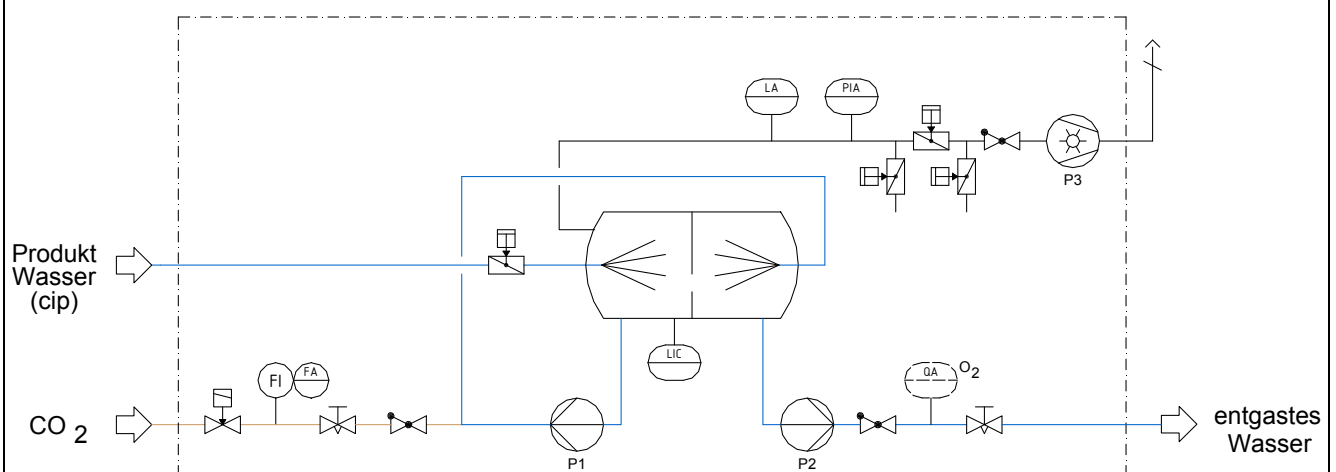 LA
PIA
P3
Produkt
Wasser
(cip)
LIC
FI
FA
QA
O2
CO 2
entgastes
Wasser
P1
P2